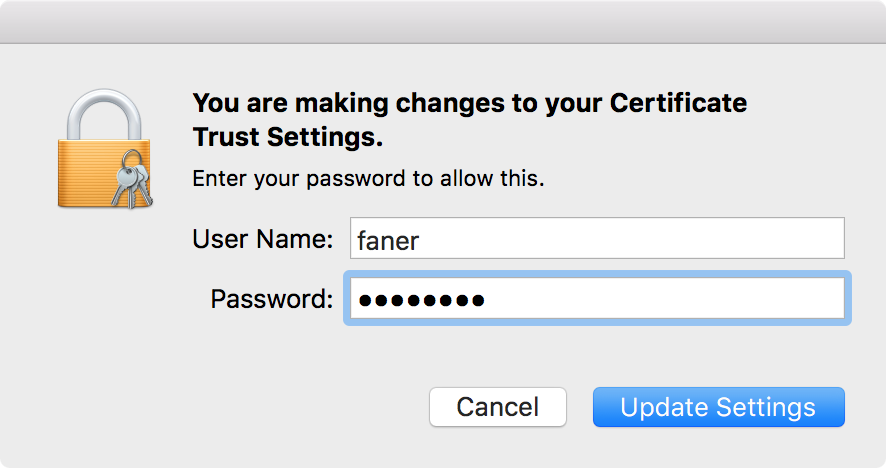 You are making changes to your Certificate
Trust Settings.
Enter your password to allow this.
User Name: faner
Password: ●●●●●●●●
Cancel Update Settings